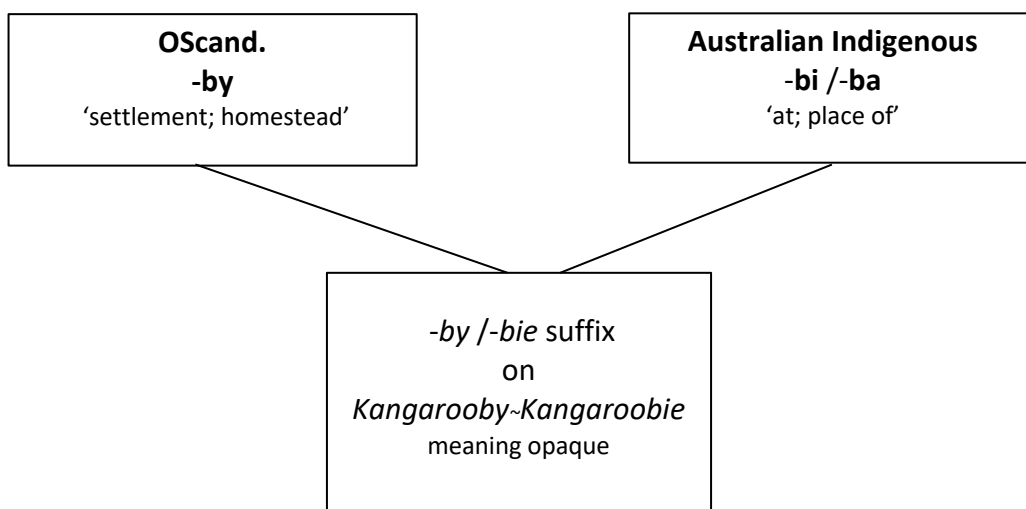 OScand.
-by
‘settlement; homestead’
Australian Indigenous
-bi /-ba
‘at; place of’
-by /-bie suffix
on
Kangarooby~Kangaroobie
meaning opaque